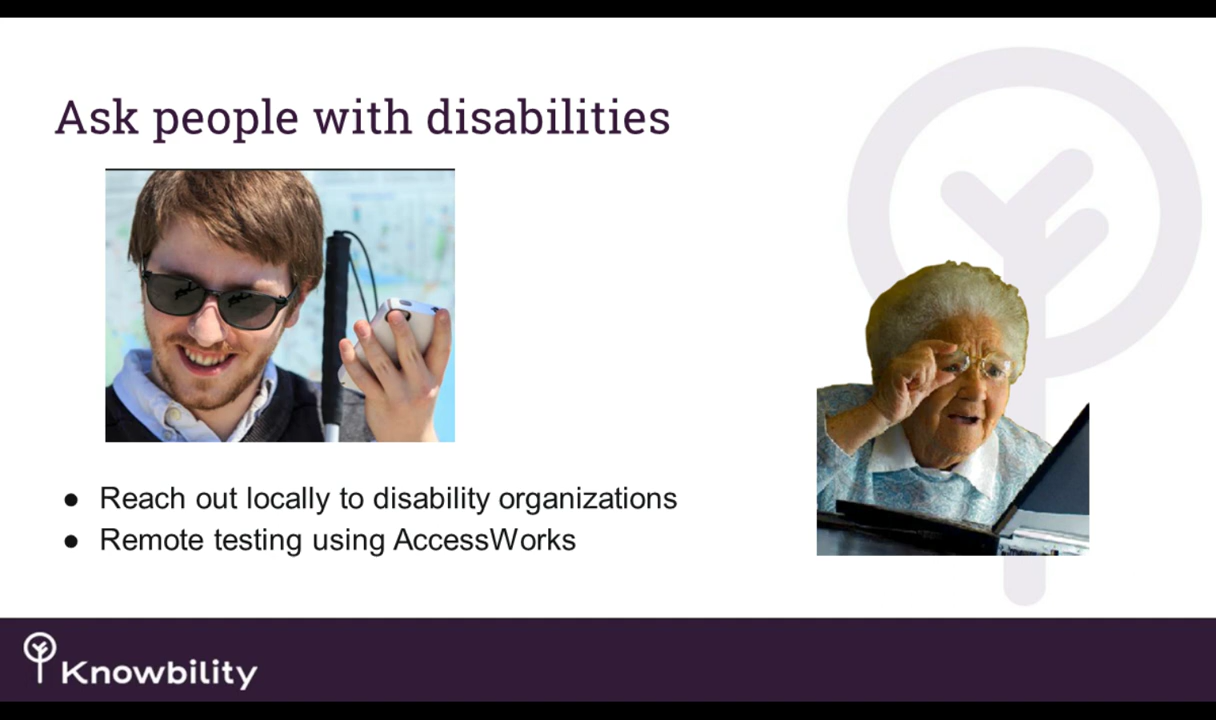 Ask people with disabilities
● Reach out locally to disability organizations
● Remote testing using AccessWorks
Knowbility